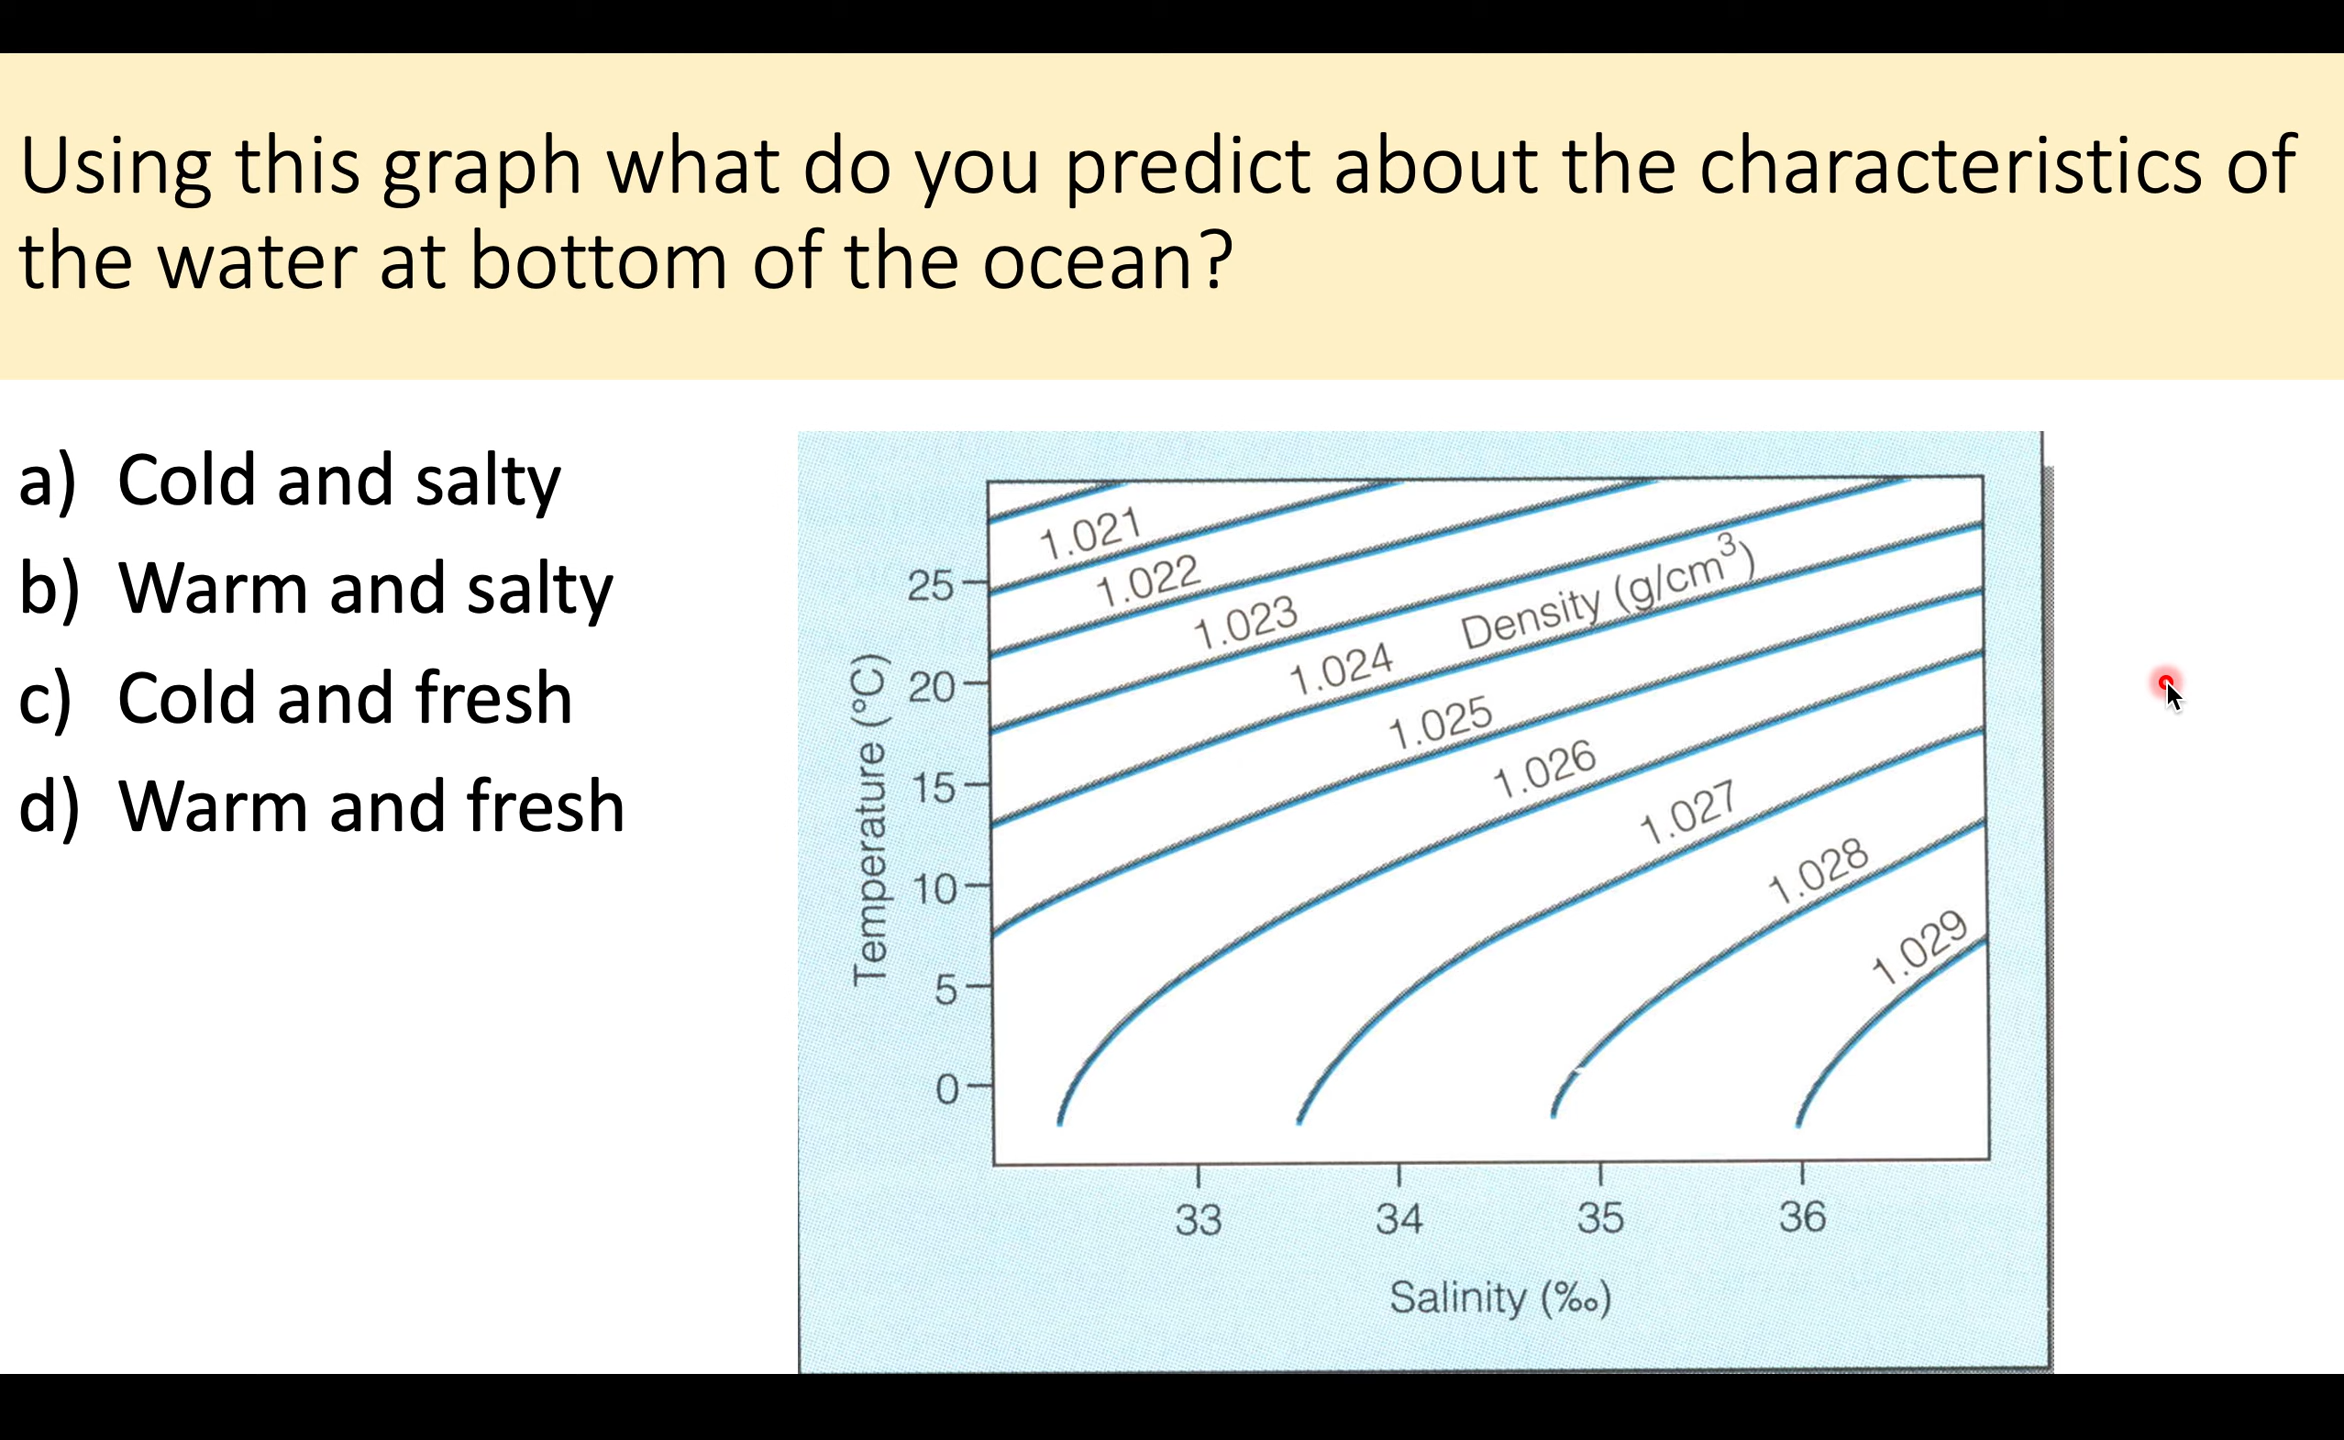 Using this graph what do you predict about the characteristics of
the water at bottom of the ocean?
a) Cold and salty
b) Warm and salty
c) Cold and fresh
d) Warm and fresh
1.021
1.022
1.023
1.024
Density (g/cm³)
1.025
1.026
1.027
1.028
1.029
Temperature (°C)
25
20
15
10
5
0
33 34 35 36
Salinity (‰)